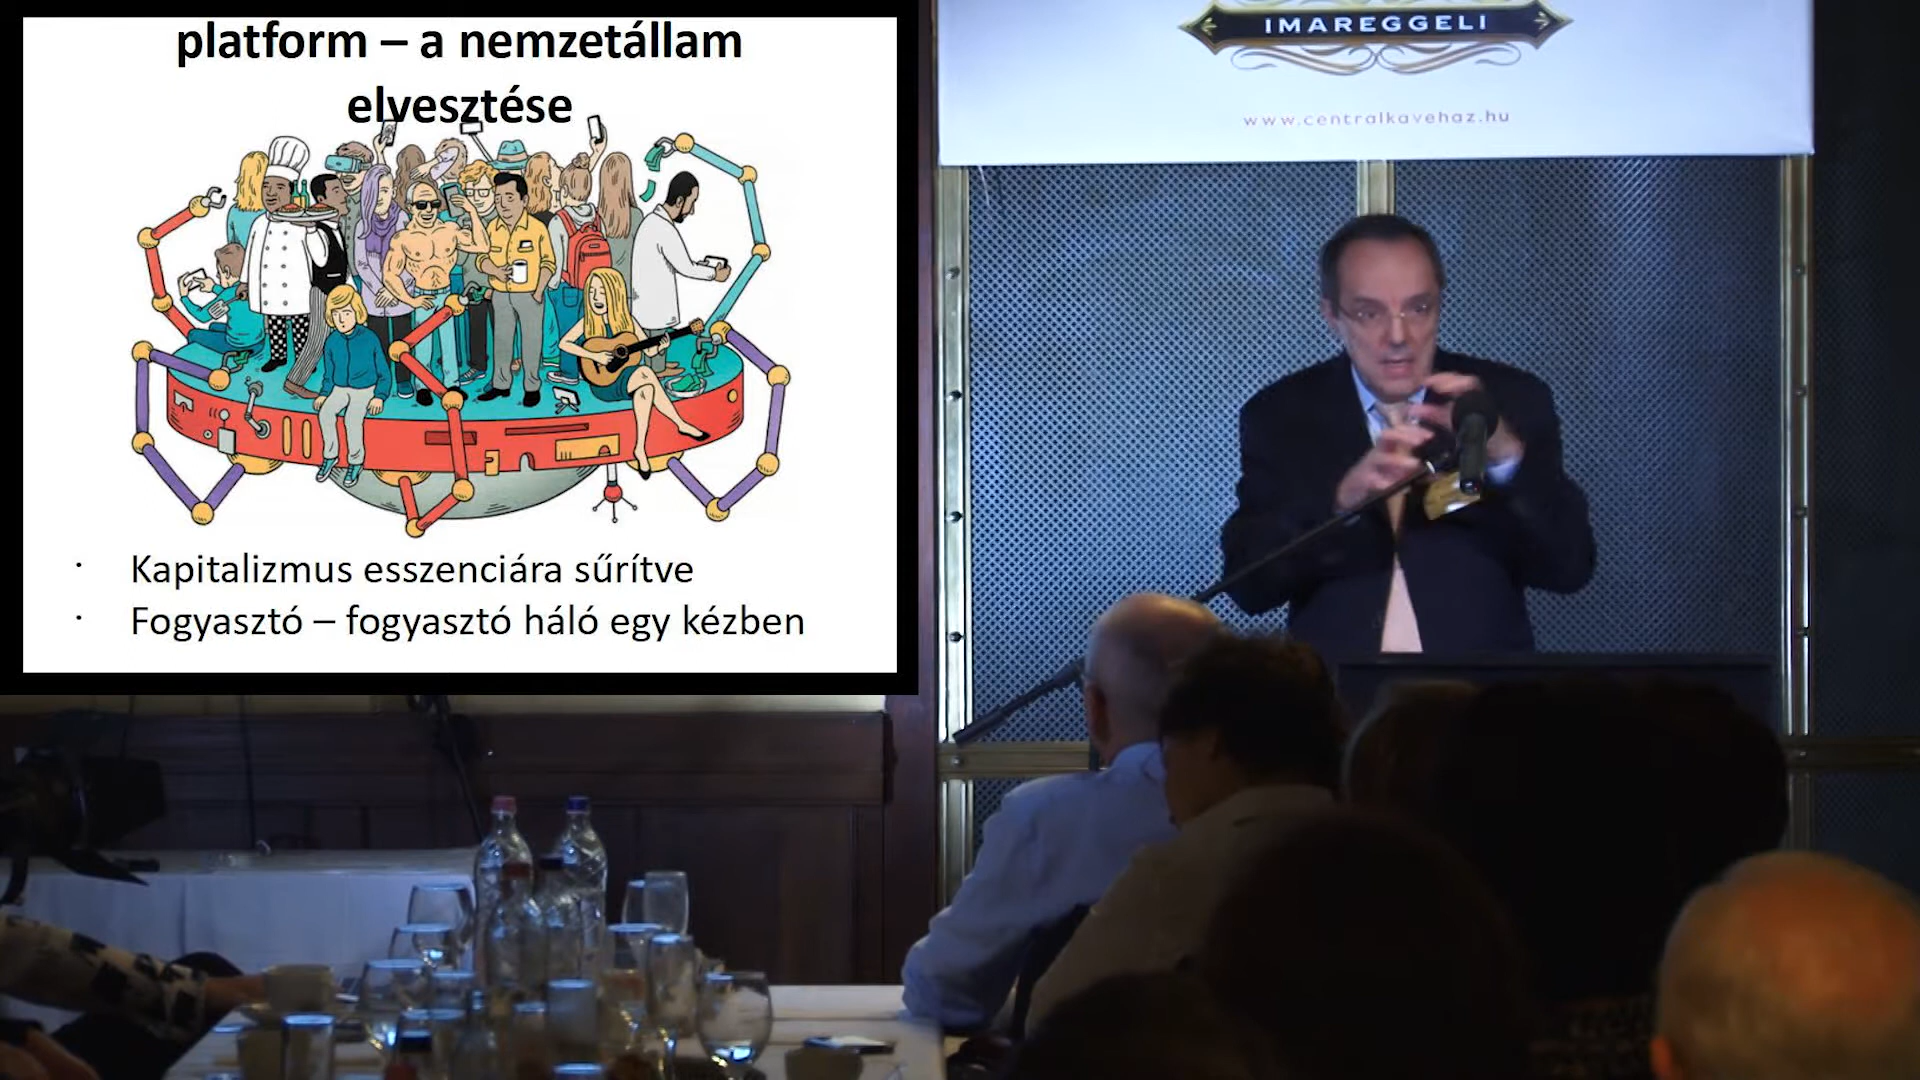 platform – a nemzetállam
elvesztése
· Kapitalizmus esszenciára sűrítve
· Fogyasztó – fogyasztó háló egy kézben
IMAREGGELI
www.centralkavehaz.hu